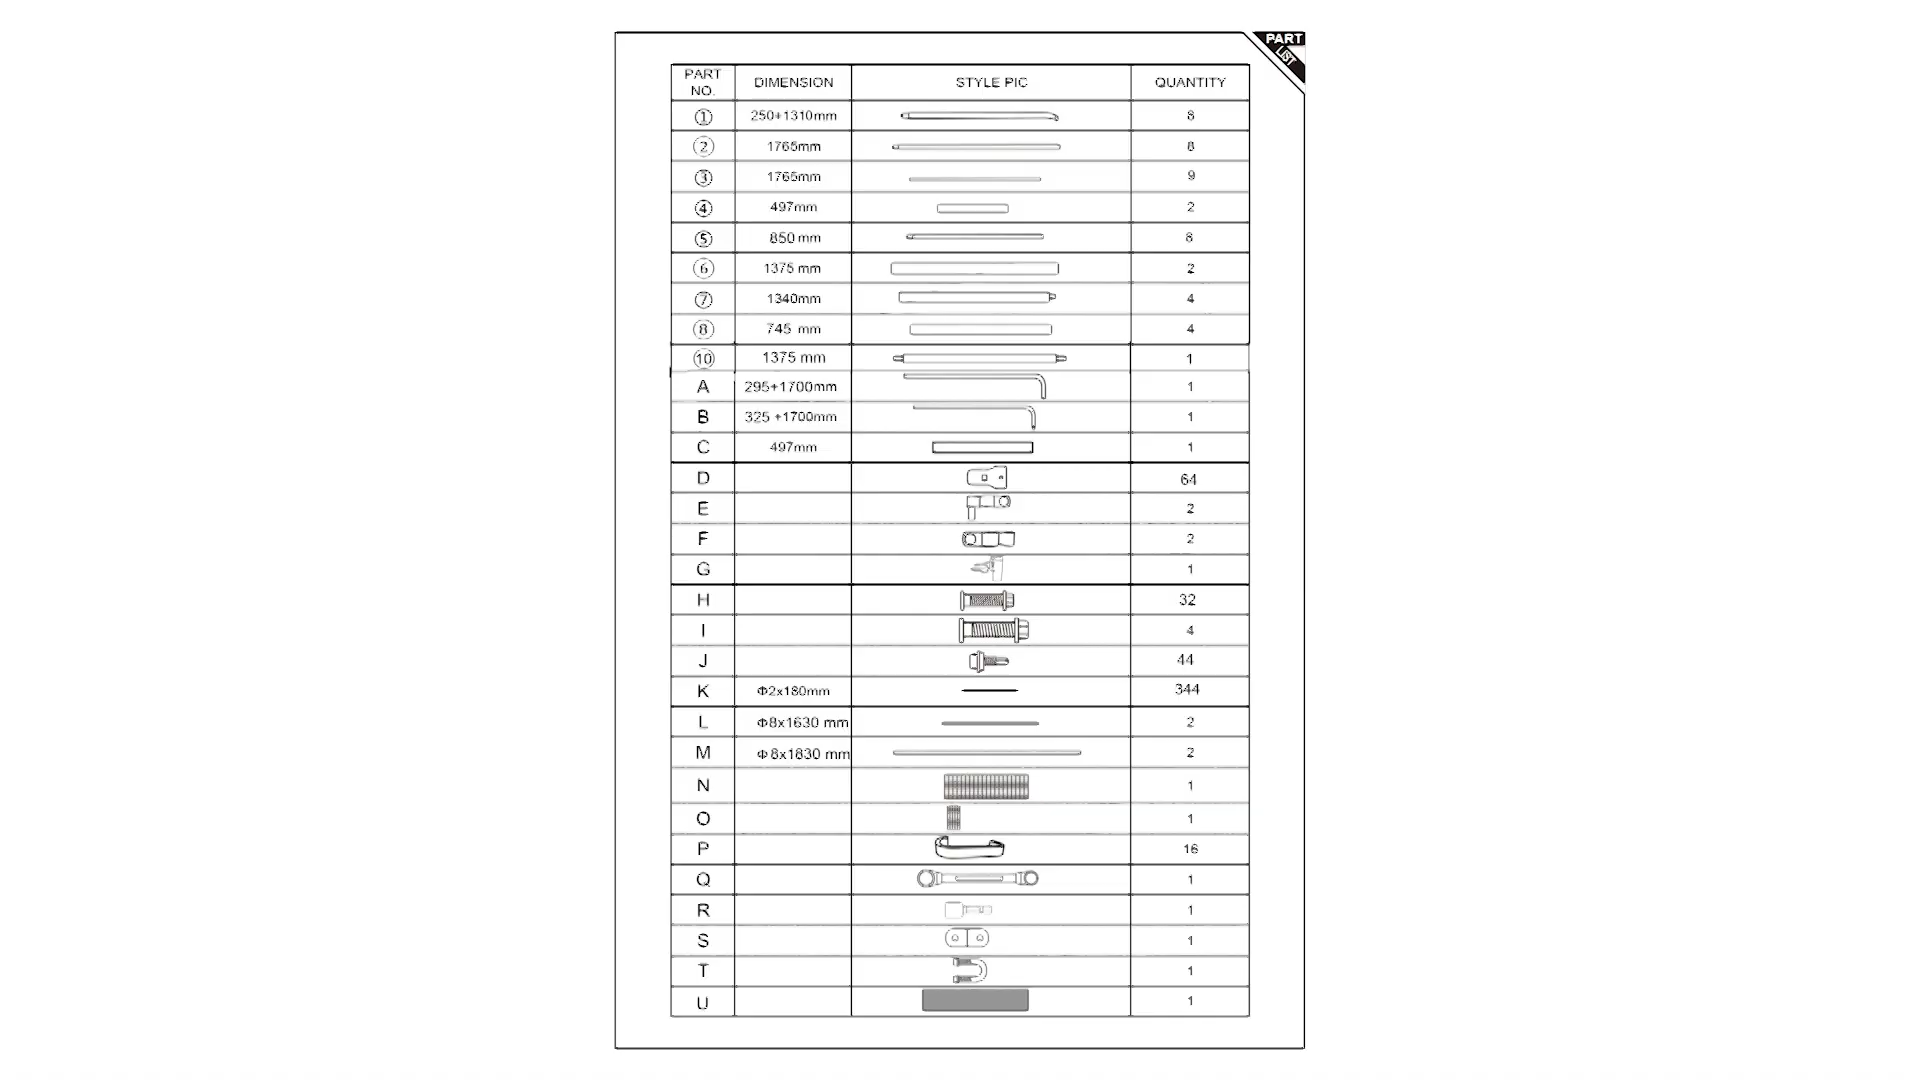 PART
LIST
PART NO. DIMENSION STYLE PIC QUANTITY
① 250+1310mm 8
② 1765mm 8
③ 1765mm 9
④ 497mm 2
⑤ 850 mm 8
⑥ 1375 mm 2
⑦ 1340mm 4
⑧ 745 mm 4
⑩ 1375 mm 1
A 295+1700mm 1
B 325 +1700mm 1
C 497mm 1
D 64
E 2
F 2
G 1
H 32
I 4
J 44
K Φ2x180mm 344
L Φ8x1630 mm 2
M Φ8x1830 mm 2
N 1
O 1
P 16
Q 1
R 1
S 1
T 1
U 1